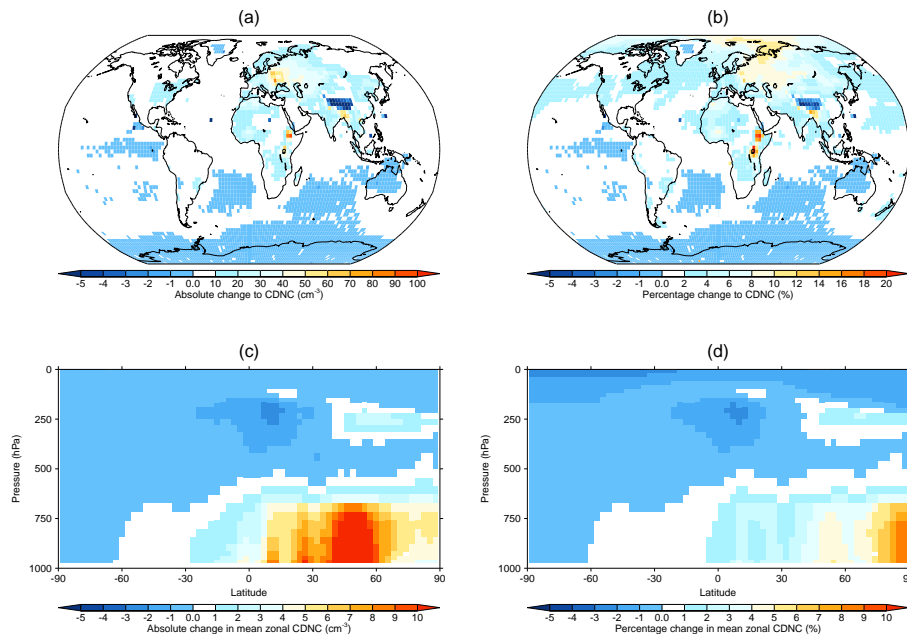 (a)
(b)
-5 -4 -3 -2 -1 0.0 10 20 30 40 50 60 70 80 90 100
Absolute change to CDNC (cm-3)
-5 -4 -3 -2 -1 0.0 2 4 6 8 10 12 14 16 18 20
Percentage change to CDNC (%)
(c)
(d)
0
250
500
750
1000
Pressure (hPa)
-90 -60 -30 0 30 60 90
Latitude
-5 -4 -3 -2 -1 0.0 1 2 3 4 5 6 7 8 9 10
Absolute change in mean zonal CDNC (cm-3)
0
250
500
750
1000
Pressure (hPa)
-90 -60 -30 0 30 60 90
Latitude
-5 -4 -3 -2 -1 0.0 1 2 3 4 5 6 7 8 9 10
Percentage change in mean zonal CDNC (%)